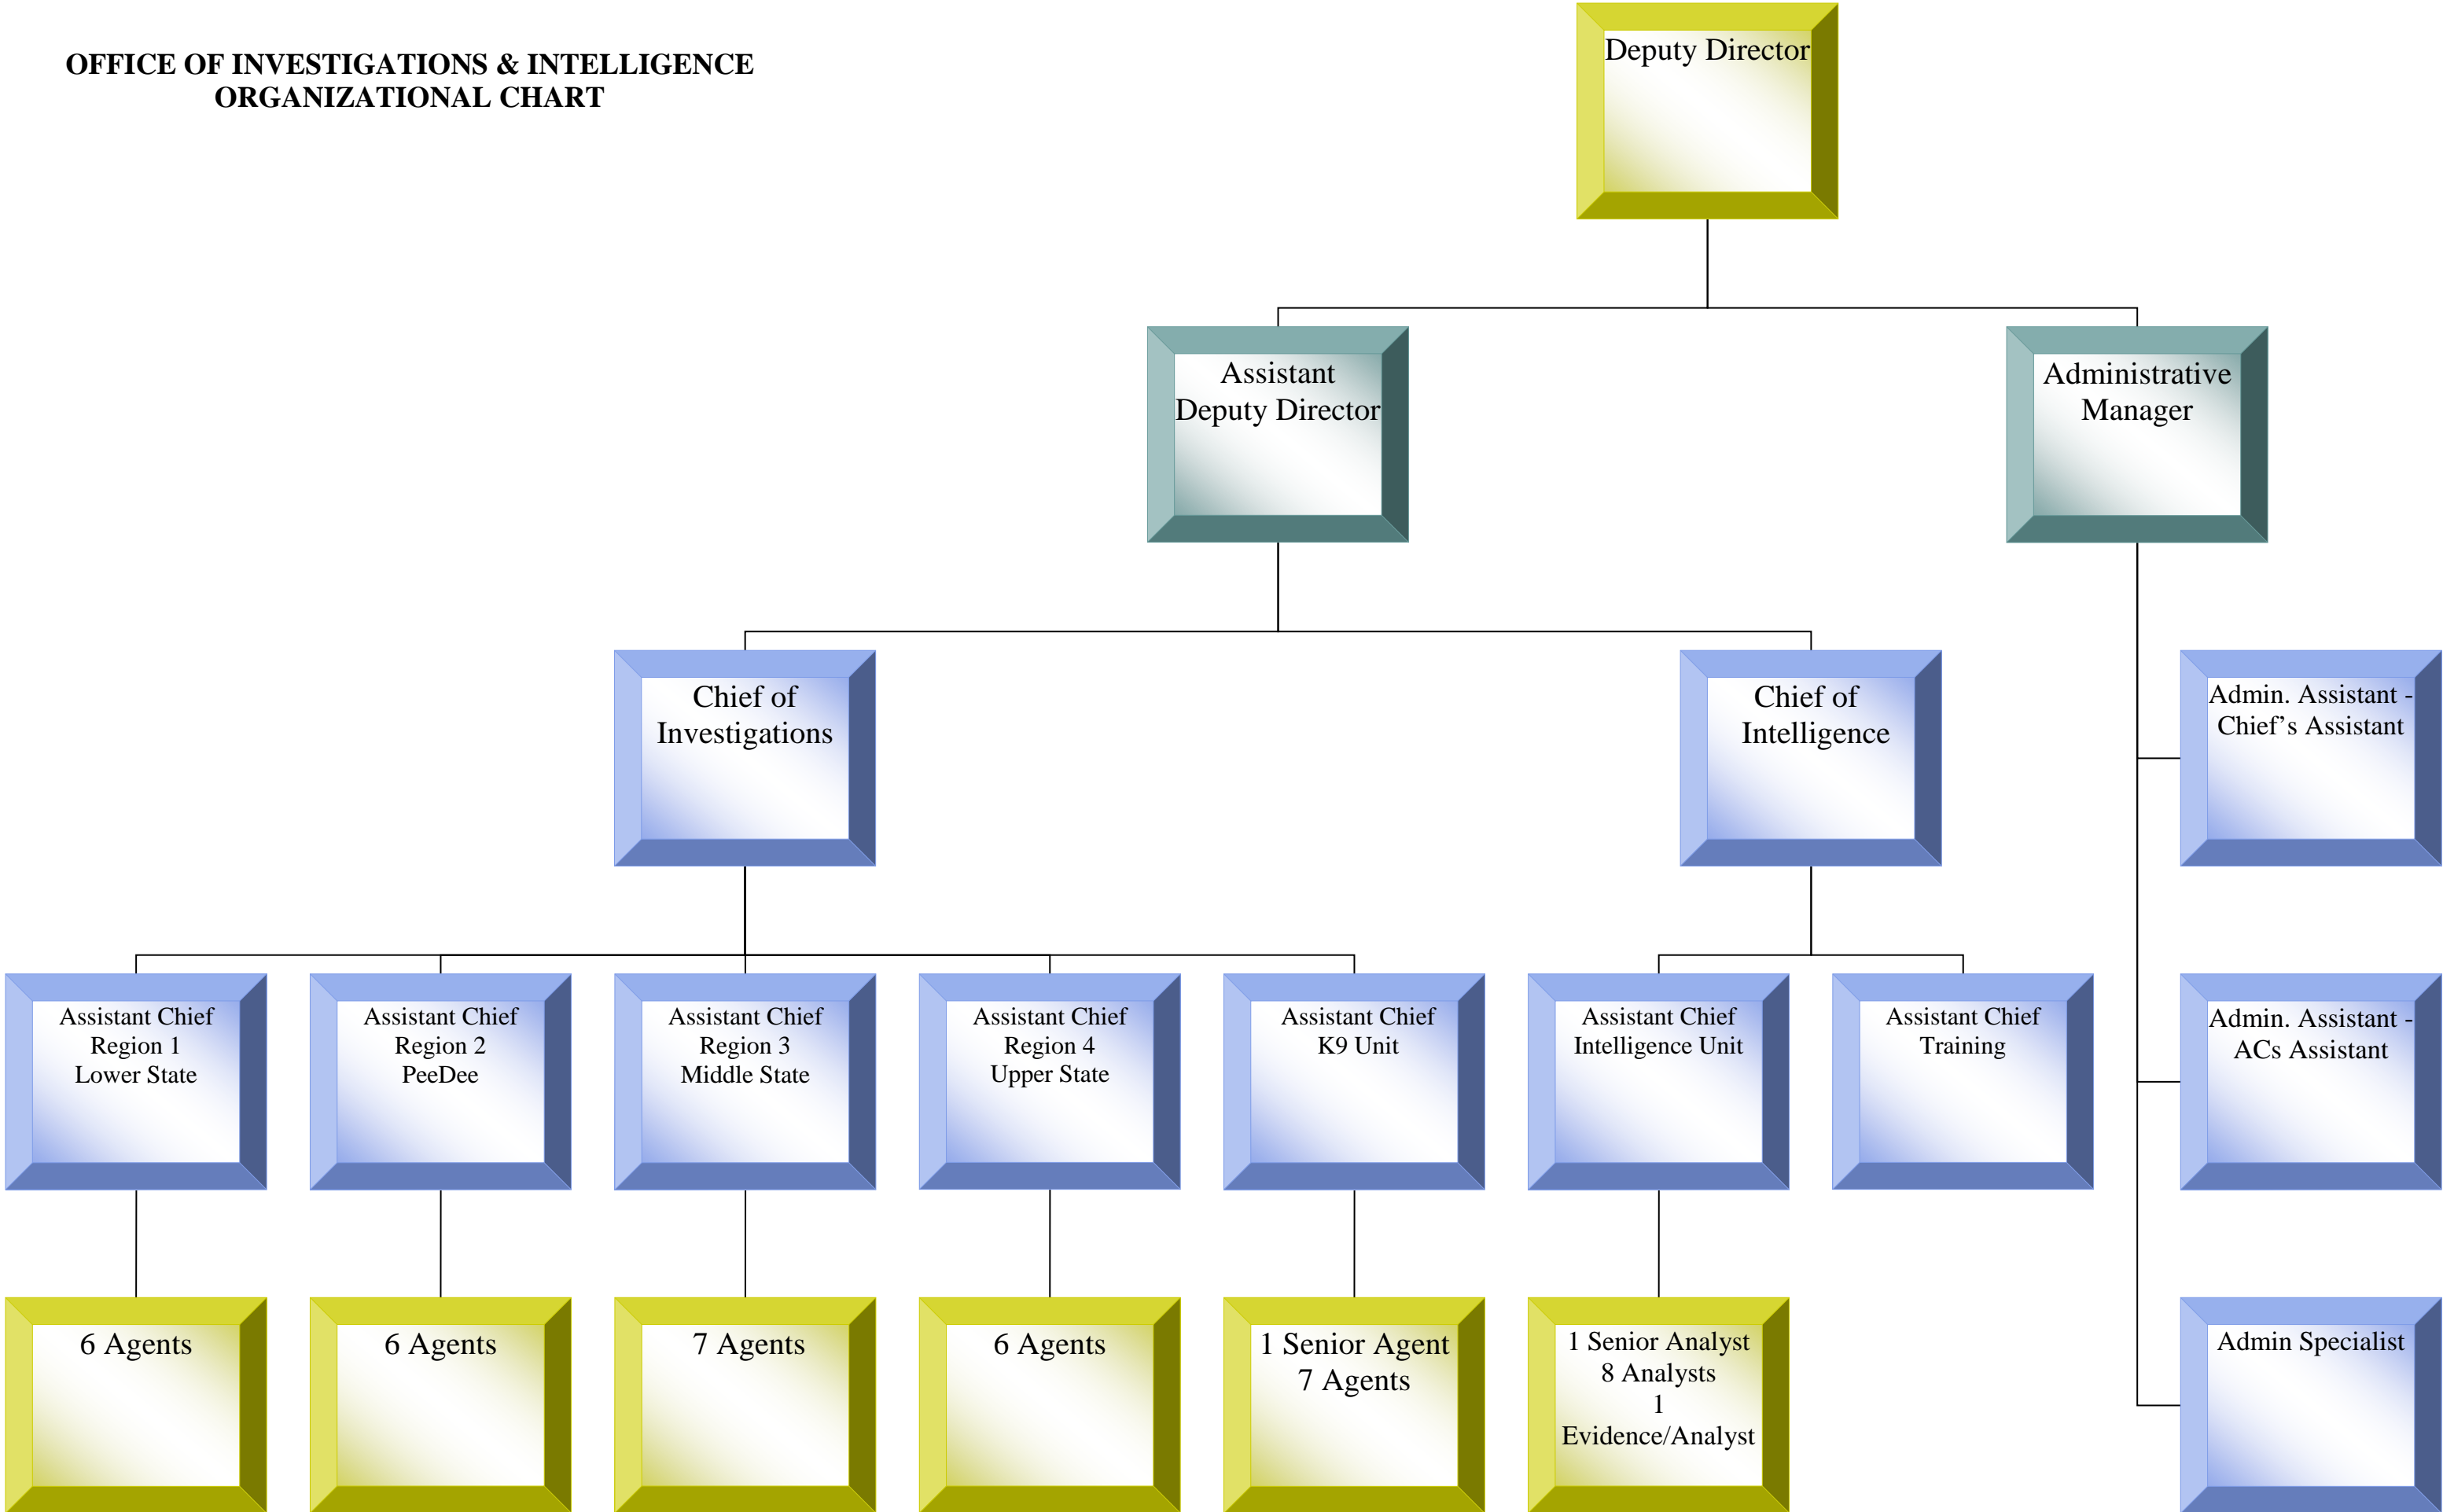 OFFICE OF INVESTIGATIONS & INTELLIGENCE
ORGANIZATIONAL CHART
Deputy Director
Assistant
Deputy Director
Administrative
Manager
Chief of
Investigations
Chief of
Intelligence
Admin. Assistant -
Chief’s Assistant
Assistant Chief
Region 1
Lower State
Assistant Chief
Region 2
PeeDee
Assistant Chief
Region 3
Middle State
Assistant Chief
Region 4
Upper State
Assistant Chief
K9 Unit
Assistant Chief
Intelligence Unit
Assistant Chief
Training
Admin. Assistant -
ACs Assistant
6 Agents
6 Agents
7 Agents
6 Agents
1 Senior Agent
7 Agents
1 Senior Analyst
8 Analysts
1
Evidence/Analyst
Admin Specialist